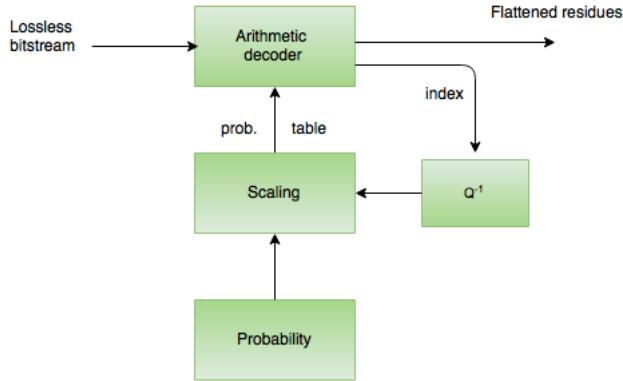 Lossless
bitstream
Arithmetic
decoder
Flattened residues
index
prob. table
Scaling
Q⁻¹
Probability